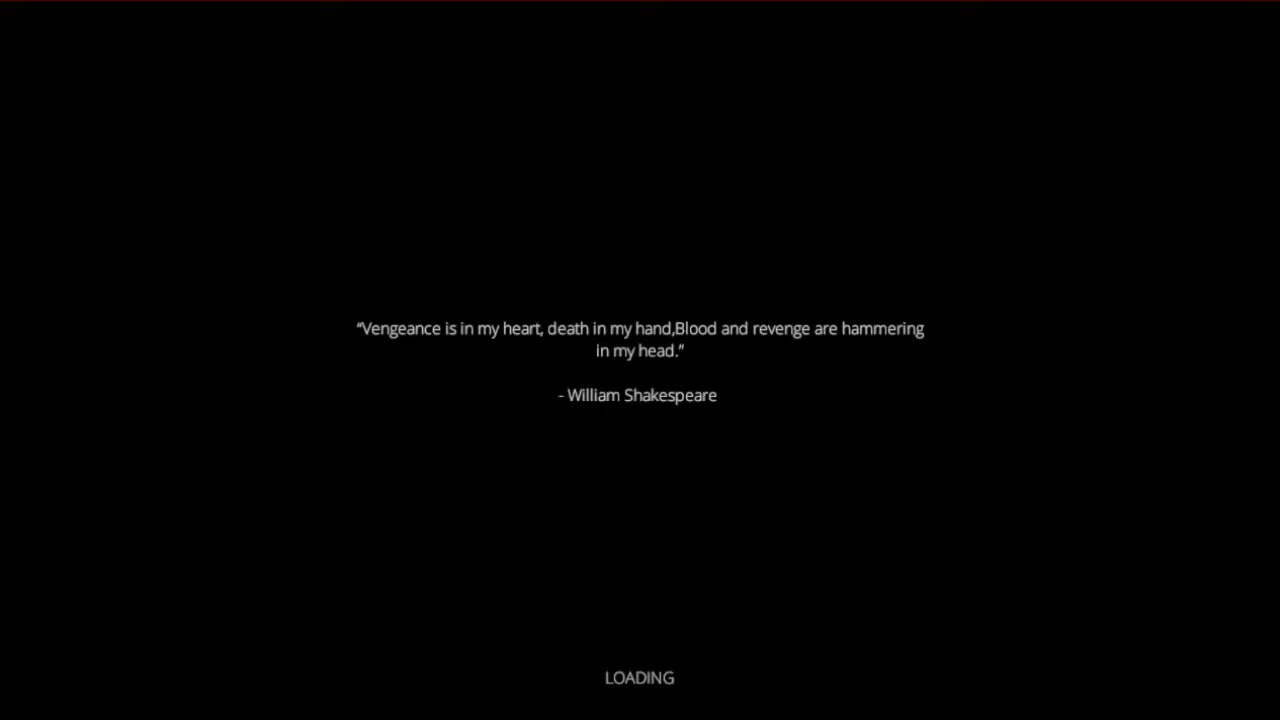 “Vengeance is in my heart, death in my hand,Blood and revenge are hammering
in my head.”
- William Shakespeare
LOADING